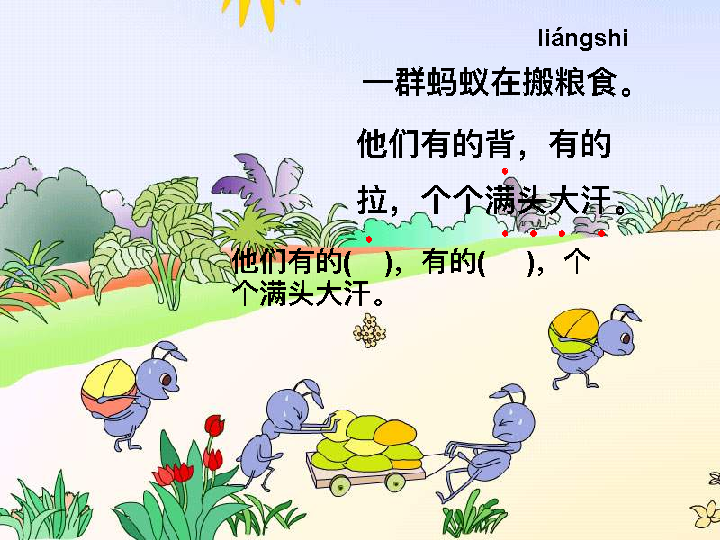 liángshi
一群蚂蚁在搬粮食。
他们有的背，有的
拉，个个满头大汗。
他们有的(    )，有的(     )，个
个满头大汗。